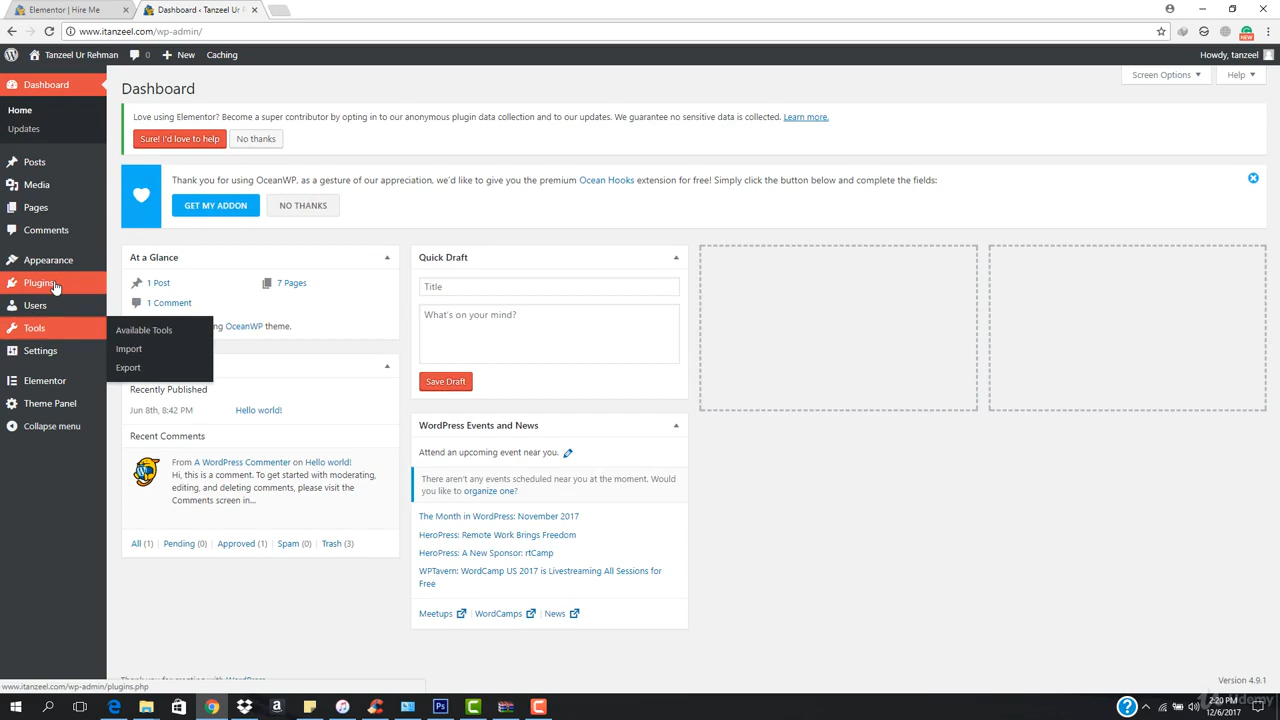 Elementor | Hire Me
Dashboard ‹ Tanzeel Ur R
www.itanzeel.com/wp-admin/
NEW
Tanzeel Ur Rehman
0
New
Caching
Howdy, tanzeel
Dashboard
Home
Updates
Posts
Media
Pages
Comments
Appearance
Plugins
Users
Tools
Settings
Elementor
Theme Panel
Collapse menu
Available Tools
Import
Export
Screen Options
Help
Dashboard
Love using Elementor? Become a super contributor by opting in to our anonymous plugin data collection and to our updates. We guarantee no sensitive data is collected. Learn more.
Sure! I'd love to help
No thanks
Thank you for using OceanWP, as a gesture of our appreciation, we'd like to give you the premium Ocean Hooks extension for free! Simply click the button below and complete the fields:
GET MY ADDON
NO THANKS
At a Glance
1 Post
7 Pages
1 Comment
ng OceanWP theme.
Recently Published
Jun 8th, 8:42 PM
Hello world!
Recent Comments
From A WordPress Commenter on Hello world!
Hi, this is a comment. To get started with moderating,
editing, and deleting comments, please visit the
Comments screen in...
All (1) | Pending (0) | Approved (1) | Spam (0) | Trash (3)
Quick Draft
Title
What's on your mind?
Save Draft
WordPress Events and News
Attend an upcoming event near you.
There aren't any events scheduled near you at the moment. Would
you like to organize one?
The Month in WordPress: November 2017
HeroPress: Remote Work Brings Freedom
HeroPress: A New Sponsor: rtCamp
WPTavern: WordCamp US 2017 is Livestreaming All Sessions for
Free
Meetups | WordCamps | News
Version 4.9.1
www.itanzeel.com/wp-admin/plugins.php
2:20 PM
12/6/2017
Udemy